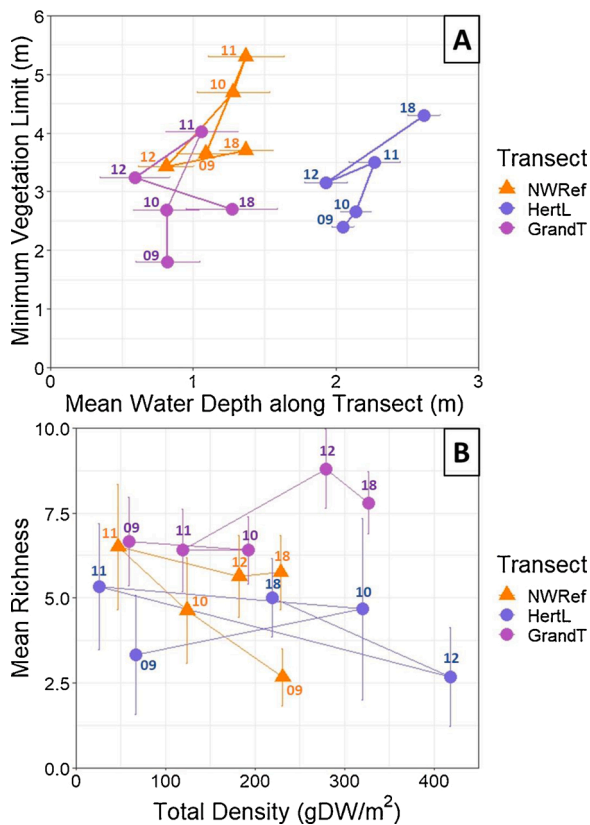 A
6
5
4
3
2
1
0
Minimum Vegetation Limit (m)
11
10
12
09
18
11
12
10
18
09
18
11
12
10
09
0 1 2 3
Mean Water Depth along Transect (m)
Transect
NWRef
HertL
GrandT
B
10.0
7.5
5.0
2.5
0.0
Mean Richness
12
18
09
11
10
11
12
18
10
09
11
18
10
09
12
0 100 200 300 400
Total Density (gDW/m²)
Transect
NWRef
HertL
GrandT